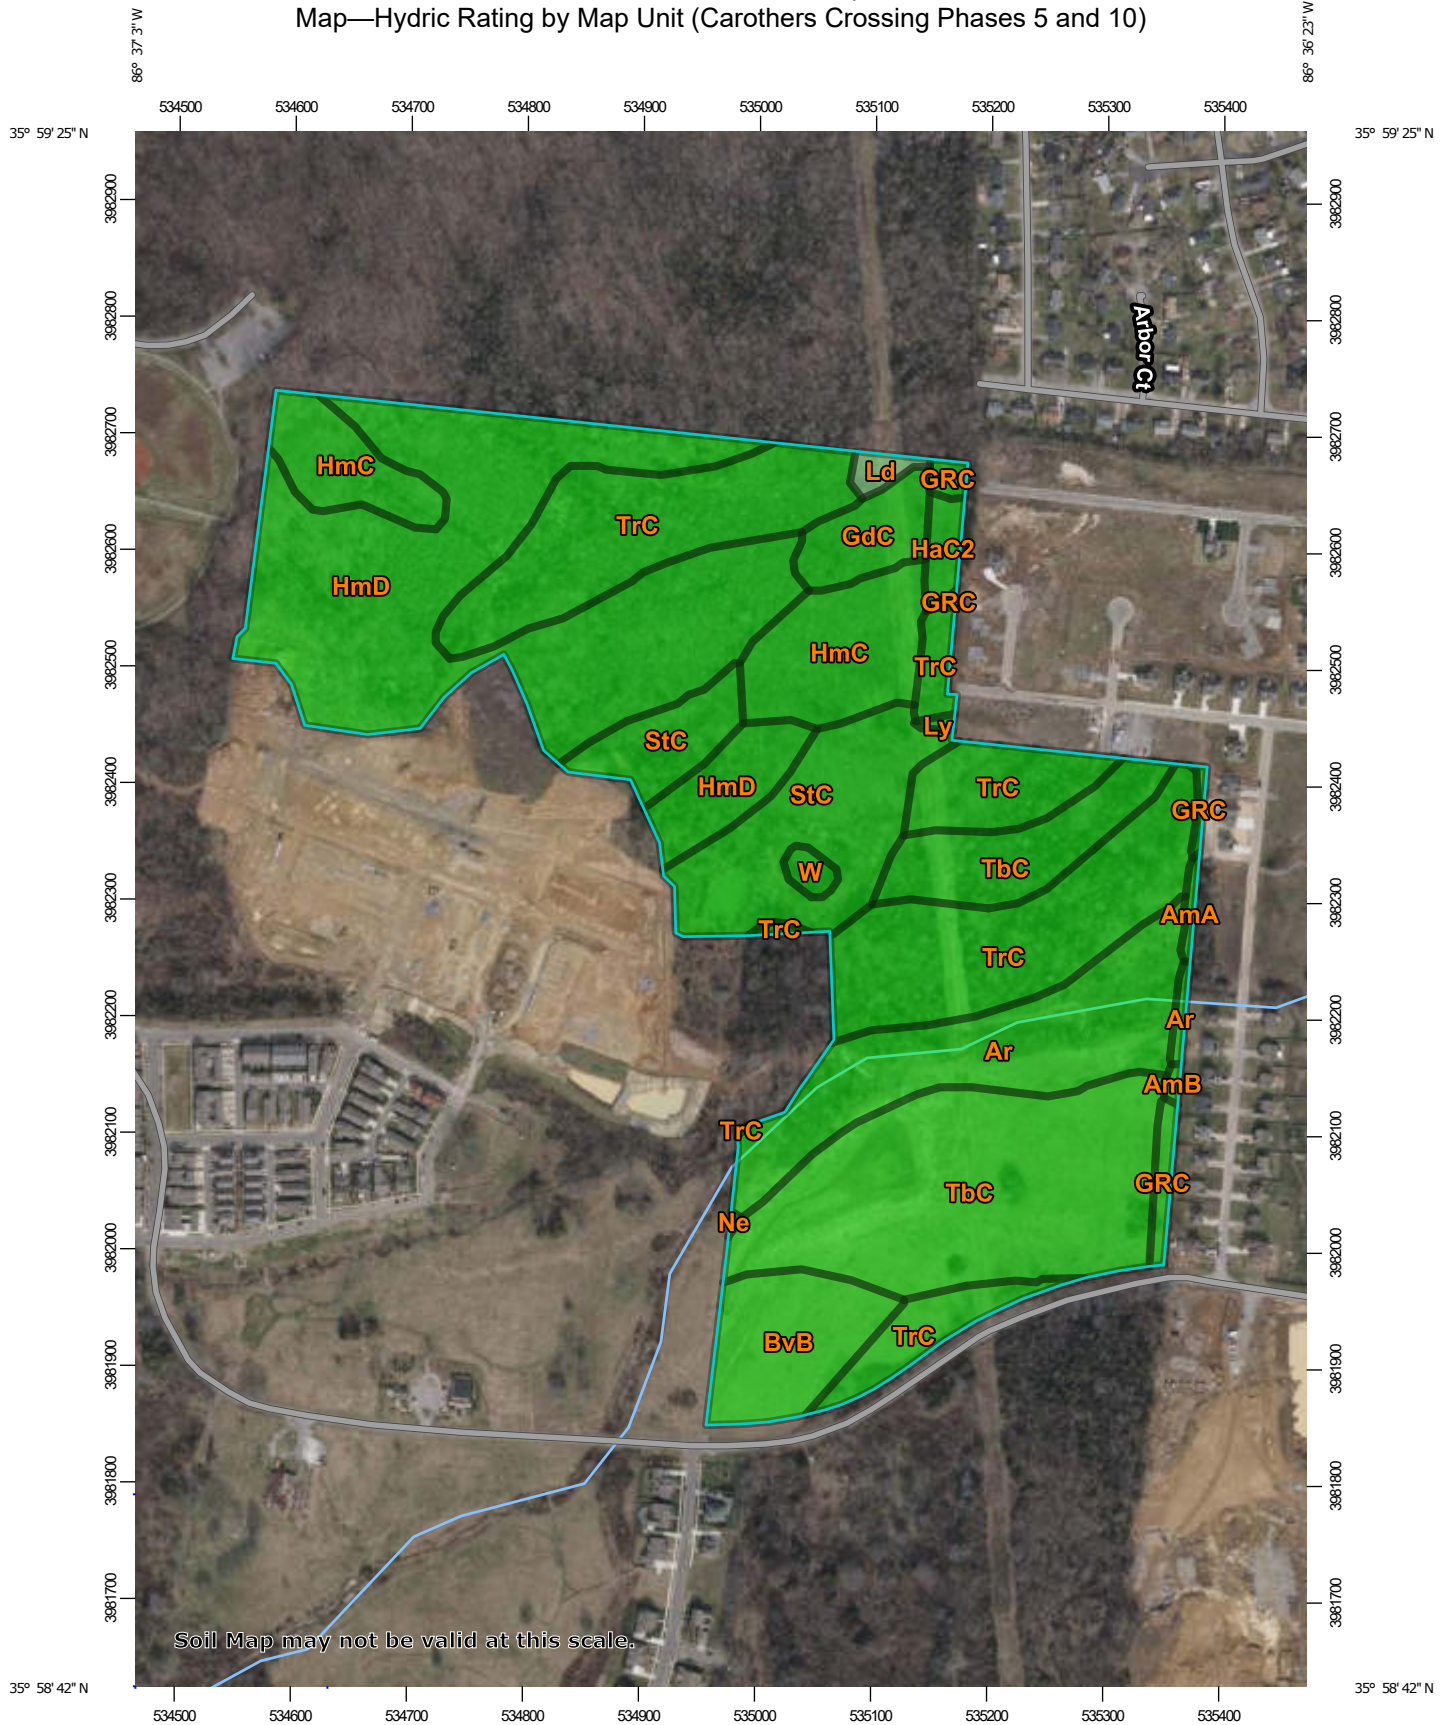 Map—Hydric Rating by Map Unit (Carothers Crossing Phases 5 and 10)
86° 37' 3" W
86° 36' 23" W
534500 534600 534700 534800 534900 535000 535100 535200 535300 535400
35° 59' 25" N
35° 59' 25" N
3982900
3982900
3982800
3982800
Arbor Ct
3982700
3982700
HmC
Ld
GRC
TrC
GdC
3982600
HaC2
3982600
HmD
GRC
HmC
TrC
3982500
3982500
Ly
StC
HmD
StC
TrC
3982400
3982400
GRC
W
TbC
3982300
3982300
AmA
TrC
TrC
3982200
3982200
Ar
Ar
AmB
TrC
3982100
3982100
GRC
TbC
Ne
3982000
3982000
BvB
TrC
3981900
3981900
3981800
3981800
3981700
3981700
Soil Map may not be valid at this scale.
35° 58' 42" N
35° 58' 42" N
534500 534600 534700 534800 534900 535000 535100 535200 535300 535400